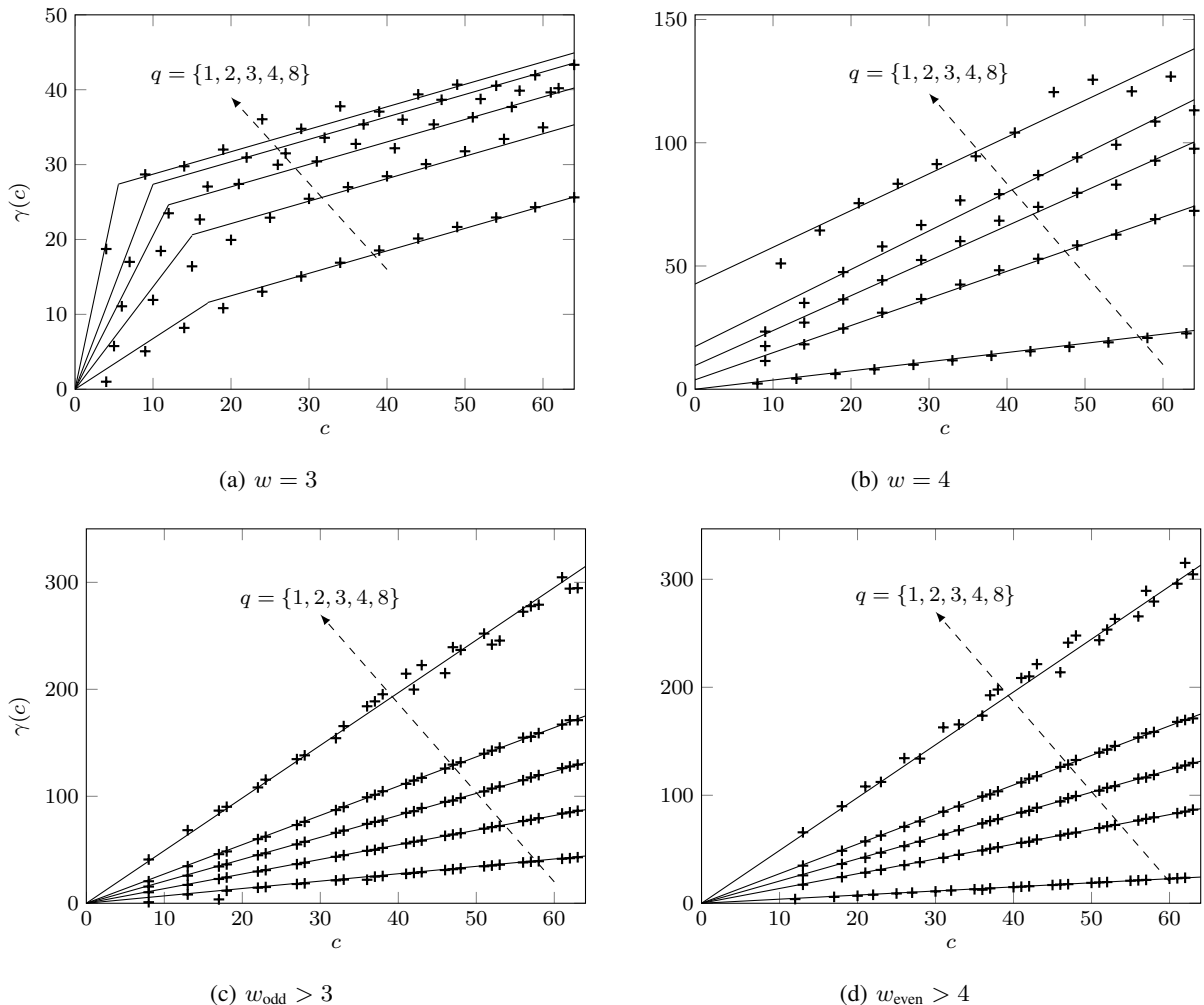 50
40
30
20
10
0
γ(c)
q = {1, 2, 3, 4, 8}
0 10 20 30 40 50 60
c
(a) w = 3
150
100
50
0
q = {1, 2, 3, 4, 8}
0 10 20 30 40 50 60
c
(b) w = 4
300
200
100
0
γ(c)
q = {1, 2, 3, 4, 8}
0 10 20 30 40 50 60
c
(c) w_odd > 3
300
200
100
0
q = {1, 2, 3, 4, 8}
0 10 20 30 40 50 60
c
(d) w_even > 4